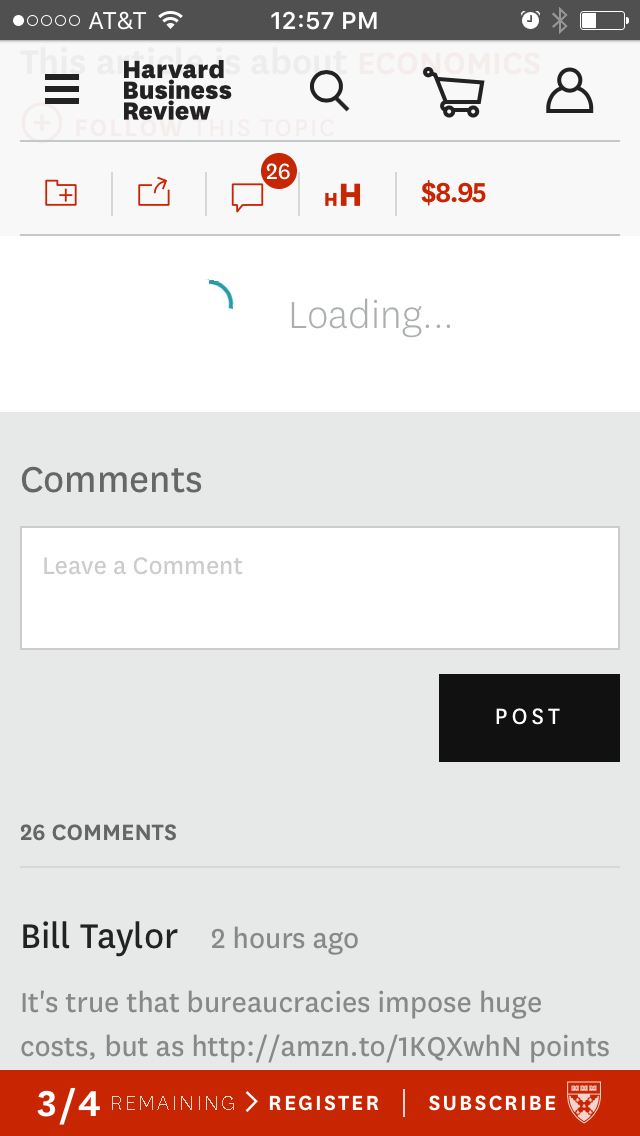 AT&T 12:57 PM
This article is about ECONOMICS
Harvard
Business
Review
FOLLOW THIS TOPIC
26
HH $8.95
Loading...
Comments
Leave a Comment
POST
26 COMMENTS
Bill Taylor 2 hours ago
It's true that bureaucracies impose huge
costs, but as http://amzn.to/1KQXwhN points
3/4 REMAINING > REGISTER | SUBSCRIBE